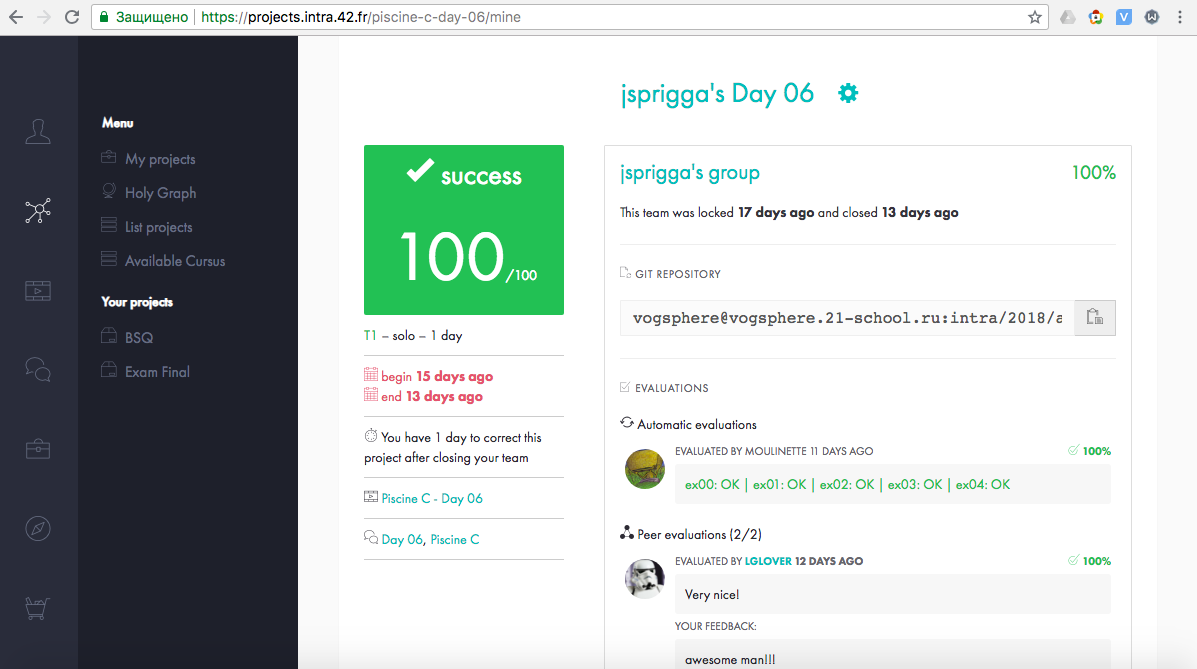 Защищено https://projects.intra.42.fr/piscine-c-day-06/mine
V
W
Menu
My projects
Holy Graph
List projects
Available Cursus
Your projects
BSQ
Exam Final
jsprigga's Day 06
success
100/100
T1 – solo – 1 day
begin 15 days ago
end 13 days ago
You have 1 day to correct this
project after closing your team
Piscine C - Day 06
Day 06, Piscine C
jsprigga's group 100%
This team was locked 17 days ago and closed 13 days ago
GIT REPOSITORY
vogsphere@vogsphere.21-school.ru:intra/2018/a
EVALUATIONS
Automatic evaluations
EVALUATED BY MOULINETTE 11 DAYS AGO 100%
ex00: OK | ex01: OK | ex02: OK | ex03: OK | ex04: OK
Peer evaluations (2/2)
EVALUATED BY LGLOVER 12 DAYS AGO 100%
Very nice!
YOUR FEEDBACK:
awesome man!!!